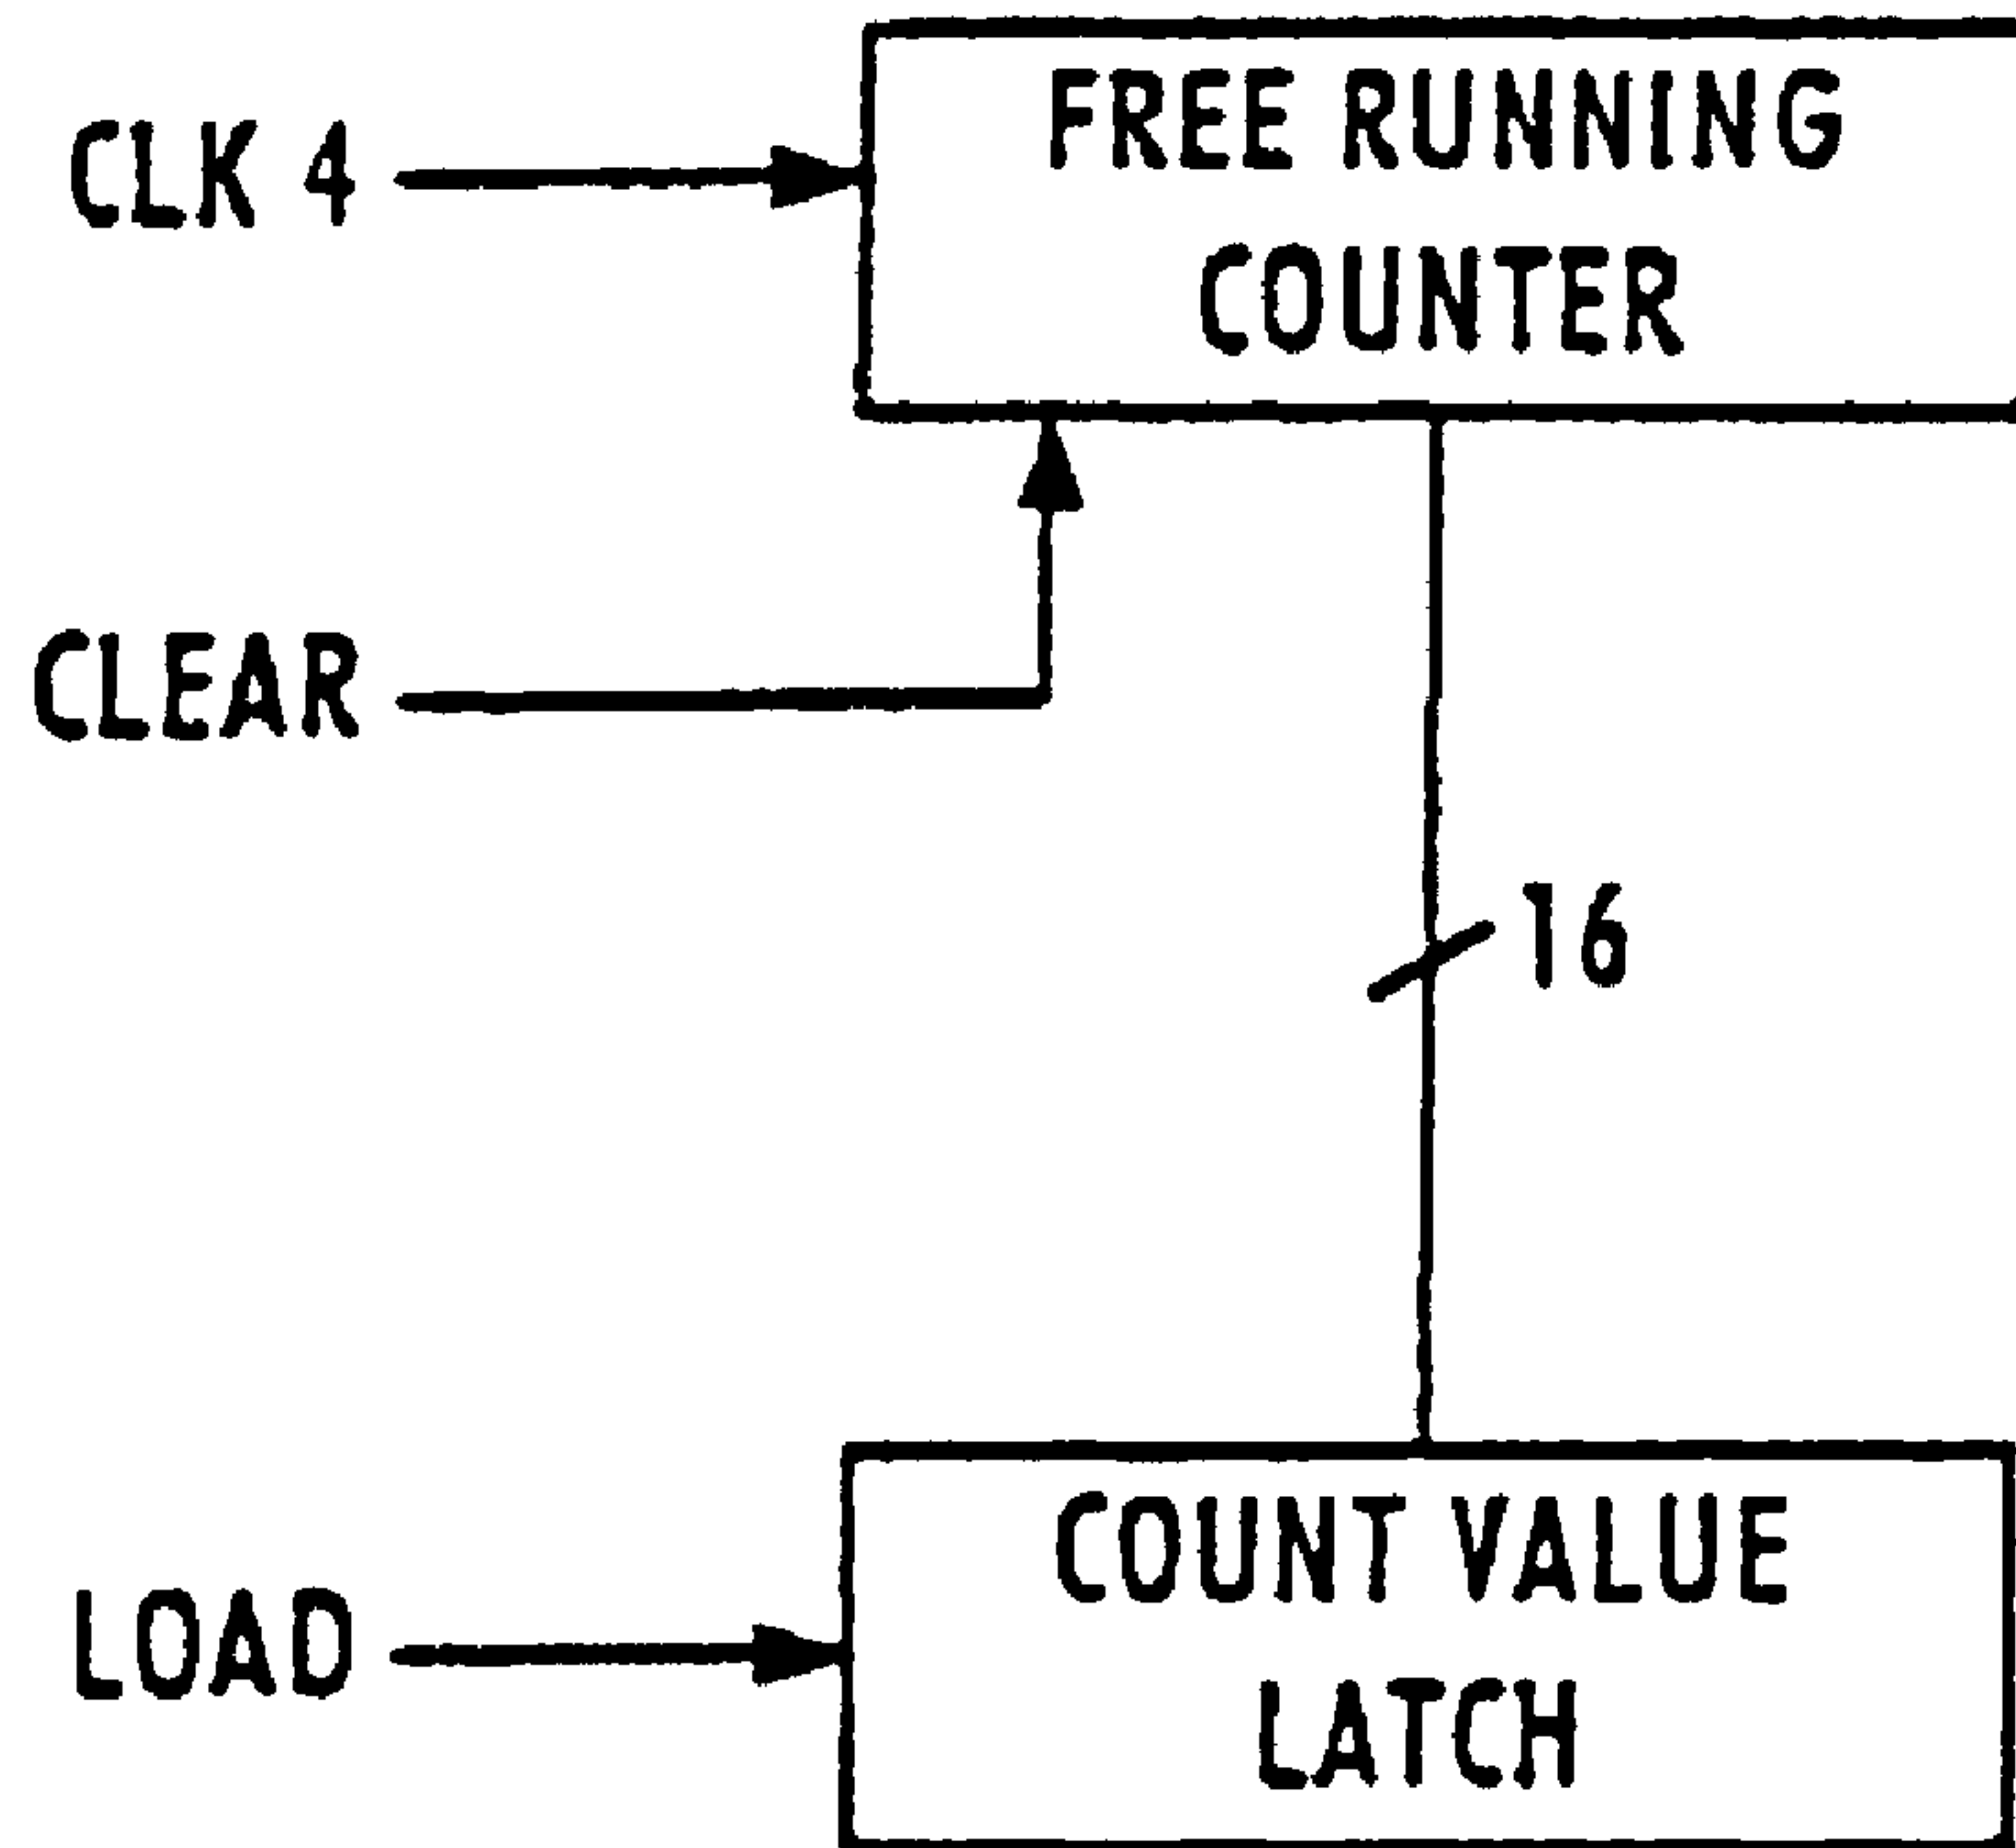 FREE RUNNING
COUNTER
CLK 4
CLEAR
16
COUNT VALUE
LATCH
LOAD